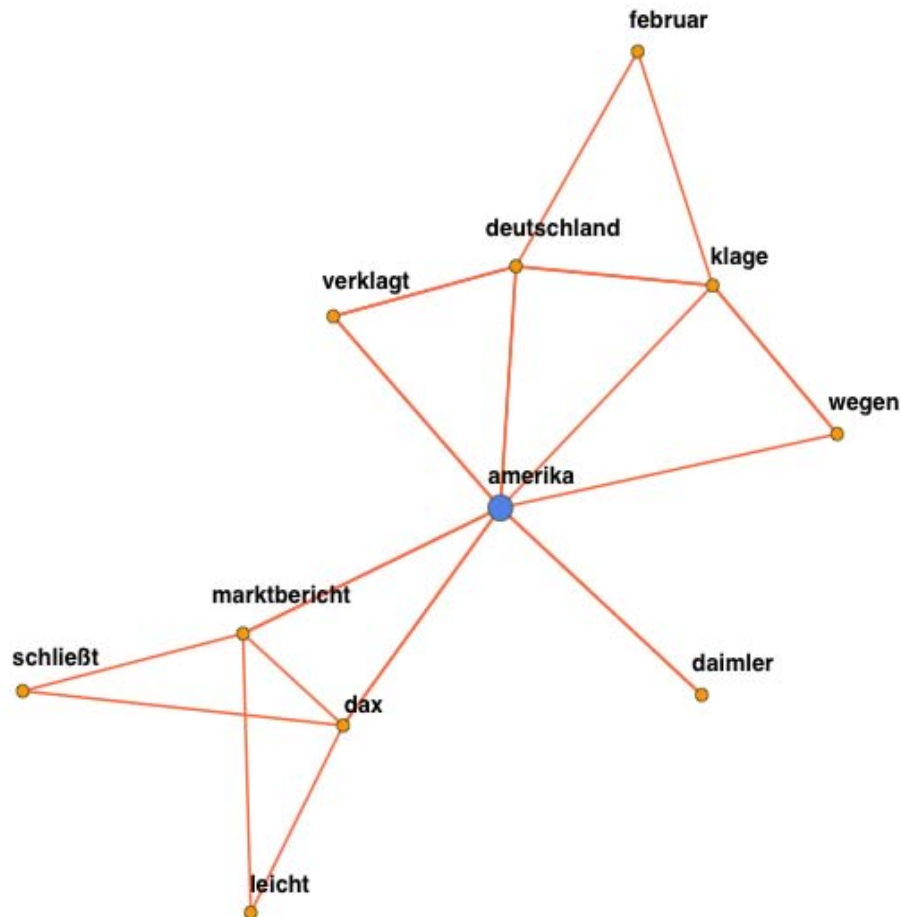 februar
deutschland
klage
verklagt
wegen
amerika
marktbericht
schließt
daimler
dax
leicht